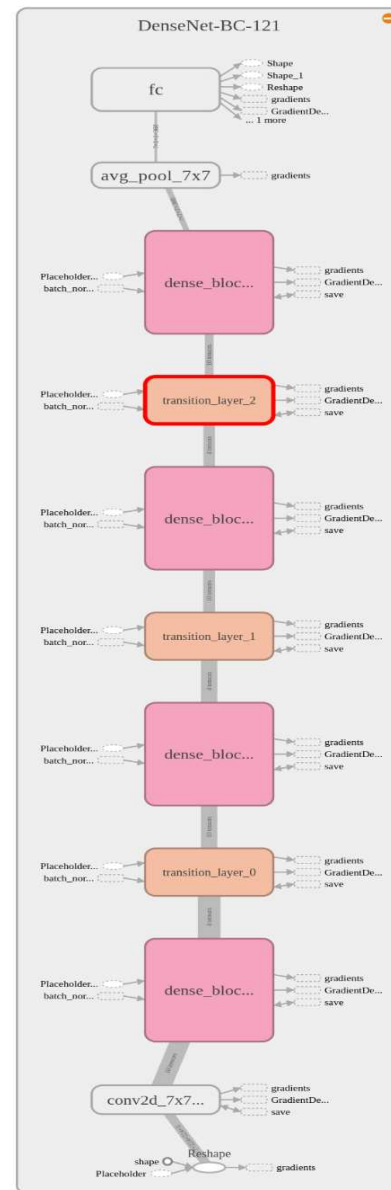 DenseNet-BC-121
Shape
Shape_1
fc
Reshape
gradients
GradientDe...
... 1 more
avg_pool_7x7
gradients
gradients
Placeholder...
dense_bloc...
GradientDe...
batch_nor...
save
gradients
Placeholder...
transition_layer_2
GradientDe...
batch_nor...
save
gradients
Placeholder...
dense_bloc...
GradientDe...
batch_nor...
save
gradients
Placeholder...
transition_layer_1
GradientDe...
batch_nor...
save
gradients
Placeholder...
dense_bloc...
GradientDe...
batch_nor...
save
gradients
Placeholder...
transition_layer_0
GradientDe...
batch_nor...
save
gradients
Placeholder...
dense_bloc...
GradientDe...
batch_nor...
save
gradients
conv2d_7x7...
GradientDe...
save
Reshape
shape
Placeholder
gradients